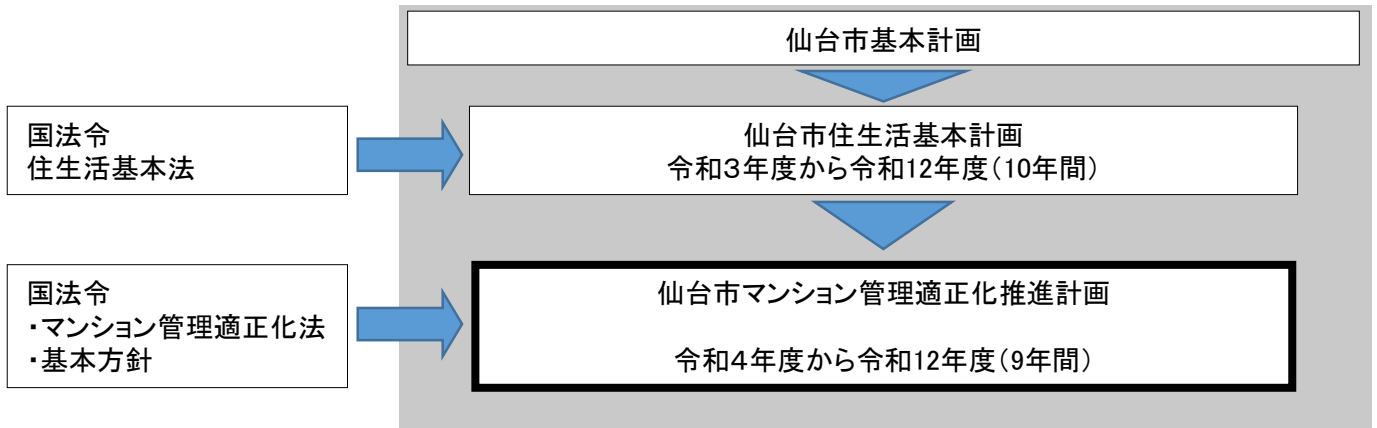 仙台市基本計画
国法令
住生活基本法
仙台市住生活基本計画
令和３年度から令和12年度（10年間）
国法令
・マンション管理適正化法
・基本方針
仙台市マンション管理適正化推進計画
令和４年度から令和12年度（9年間）